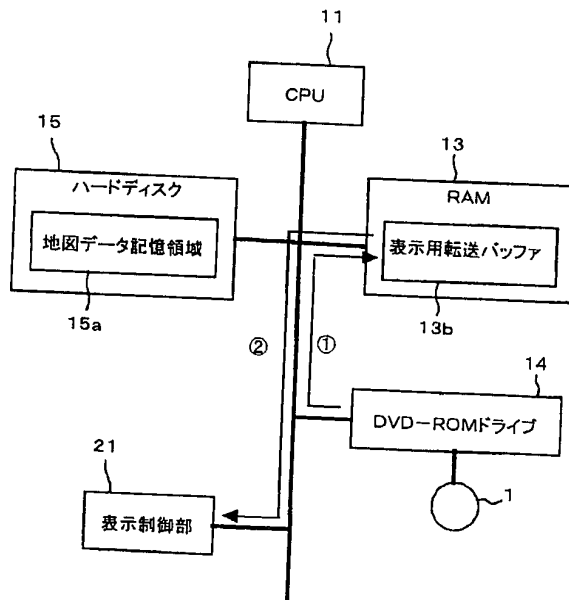 11
CPU
15
ハードディスク
地図データ記憶領域
15a
13
RAM
表示用転送バッファ
13b
②
①
14
DVD-ROMドライブ
1
21
表示制御部